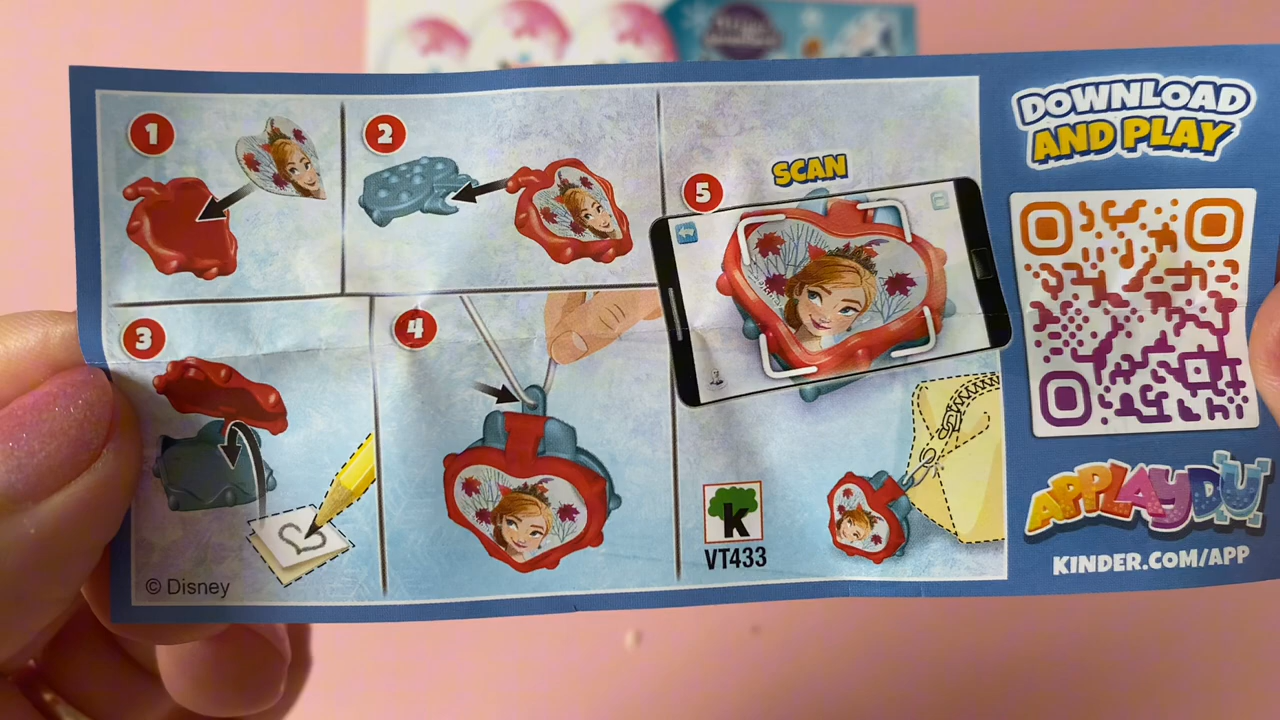 1
2
3
4
5
SCAN
k
VT433
© Disney
DOWNLOAD
AND PLAY
APPLAYDU
KINDER.COM/APP